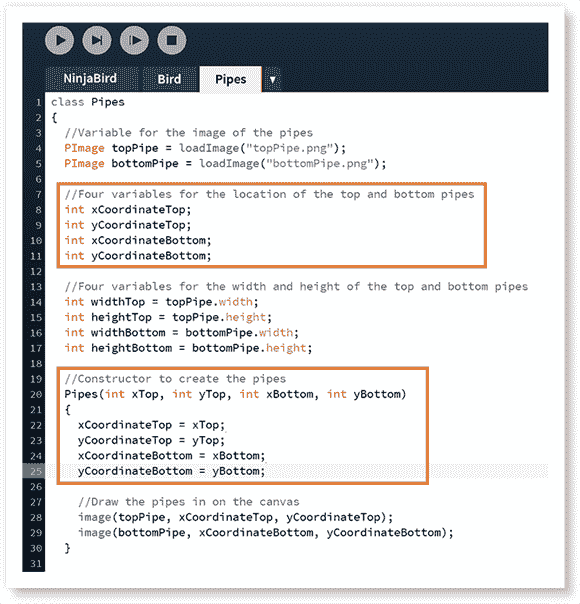 NinjaBird Bird Pipes ▼
1 class Pipes
2 {
3 //Variable for the image of the pipes
4 PImage topPipe = loadImage("topPipe.png");
5 PImage bottomPipe = loadImage("bottomPipe.png");
6
7 //Four variables for the location of the top and bottom pipes
8 int xCoordinateTop;
9 int yCoordinateTop;
10 int xCoordinateBottom;
11 int yCoordinateBottom;
12
13 //Four variables for the width and height of the top and bottom pipes
14 int widthTop = topPipe.width;
15 int heightTop = topPipe.height;
16 int widthBottom = bottomPipe.width;
17 int heightBottom = bottomPipe.height;
18
19 //Constructor to create the pipes
20 Pipes(int xTop, int yTop, int xBottom, int yBottom)
21 {
22 xCoordinateTop = xTop;
23 yCoordinateTop = yTop;
24 xCoordinateBottom = xBottom;
25 yCoordinateBottom = yBottom;
26
27 //Draw the pipes in on the canvas
28 image(topPipe, xCoordinateTop, yCoordinateTop);
29 image(bottomPipe, xCoordinateBottom, yCoordinateBottom);
30 }
31